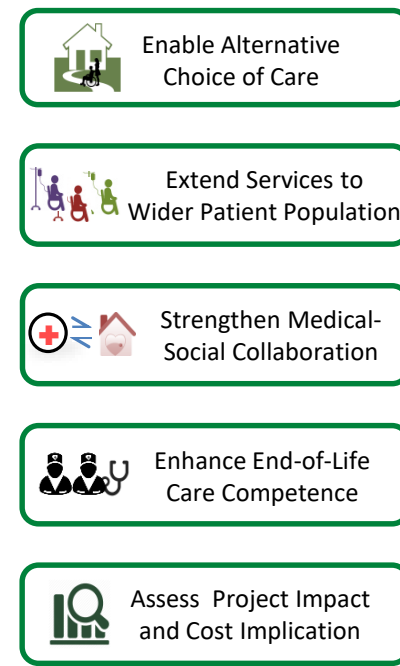 Enable Alternative
Choice of Care
Extend Services to
Wider Patient Population
Strengthen Medical-
Social Collaboration
Enhance End-of-Life
Care Competence
Assess  Project Impact
and Cost Implication